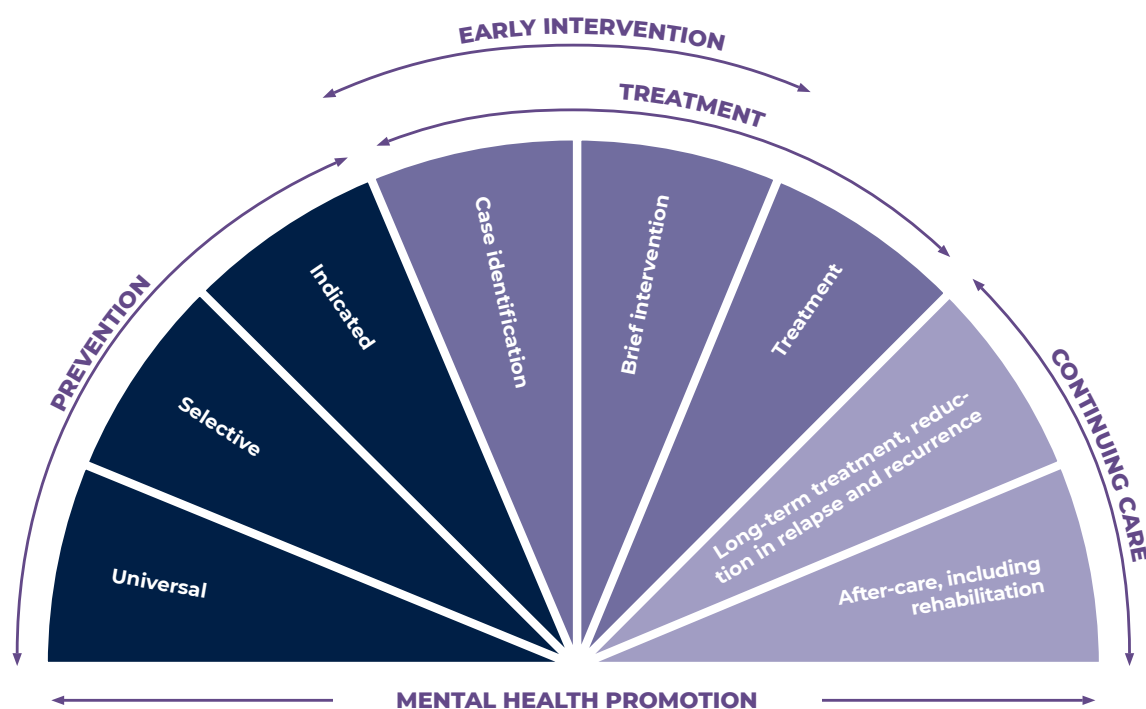 EARLY INTERVENTION
TREATMENT
PREVENTION
CONTINUING CARE
Universal
Selective
Indicated
Case identification
Brief intervention
Treatment
Long-term treatment, reduc-
tion in relapse and recurrence
After-care, including
rehabilitation
MENTAL HEALTH PROMOTION